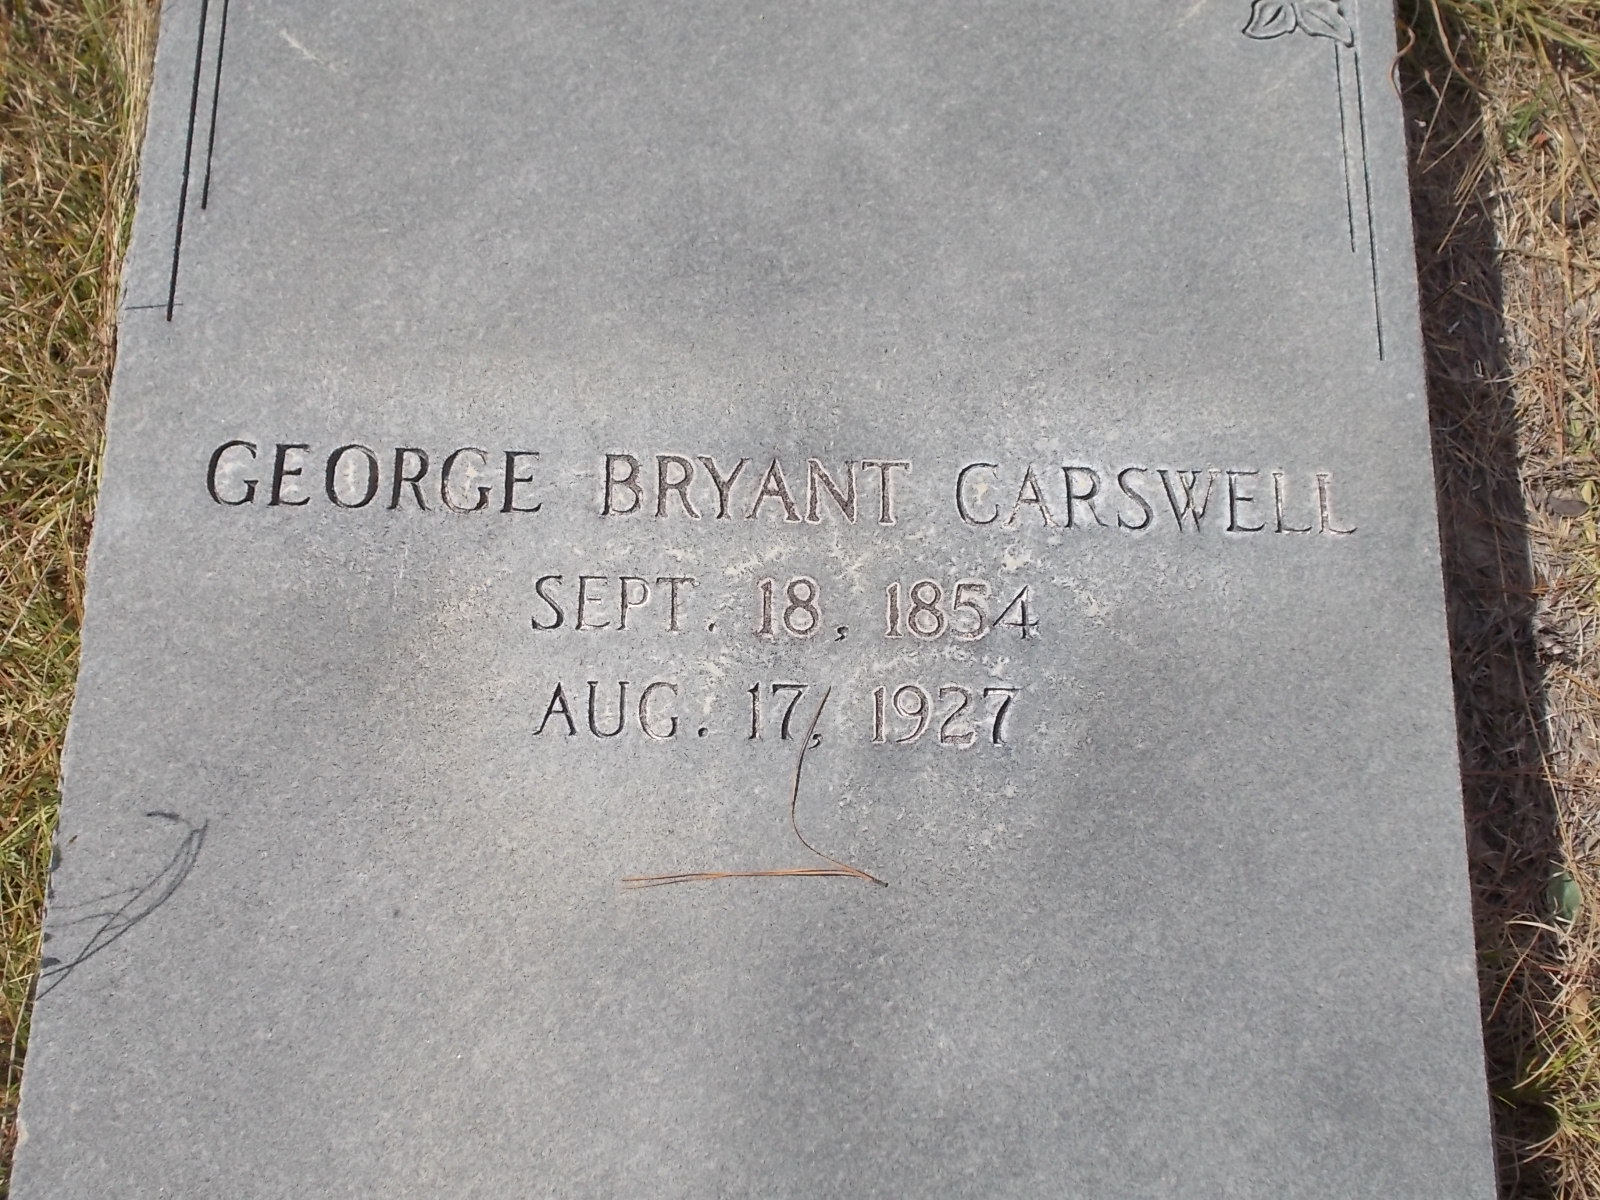 GEORGE BRYANT CARSWELL
SEPT. 18, 1854
AUG. 17, 1927